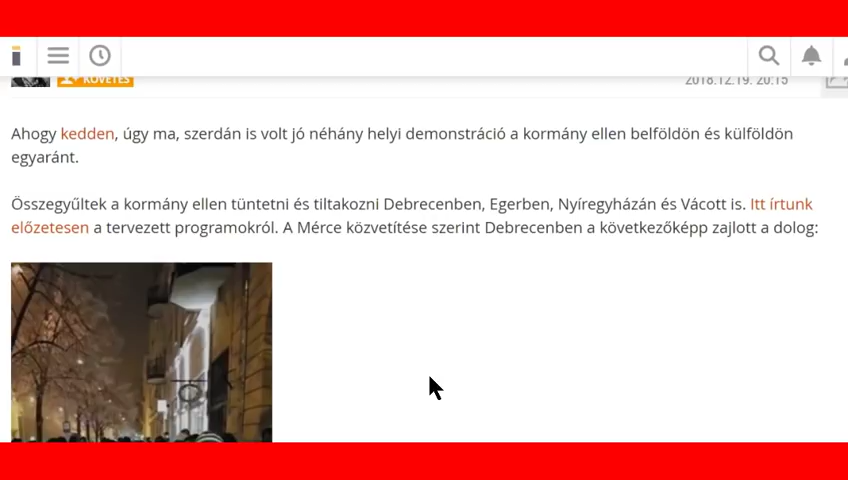 KÖVETÉS
2018.12.19. 20:15
Ahogy kedden, úgy ma, szerdán is volt jó néhány helyi demonstráció a kormány ellen belföldön és külföldön
egyaránt.
Összegyűltek a kormány ellen tüntetni és tiltakozni Debrecenben, Egerben, Nyíregyházán és Vácott is. Itt írtunk
előzetesen a tervezett programokról. A Mérce közvetítése szerint Debrecenben a következőképp zajlott a dolog: